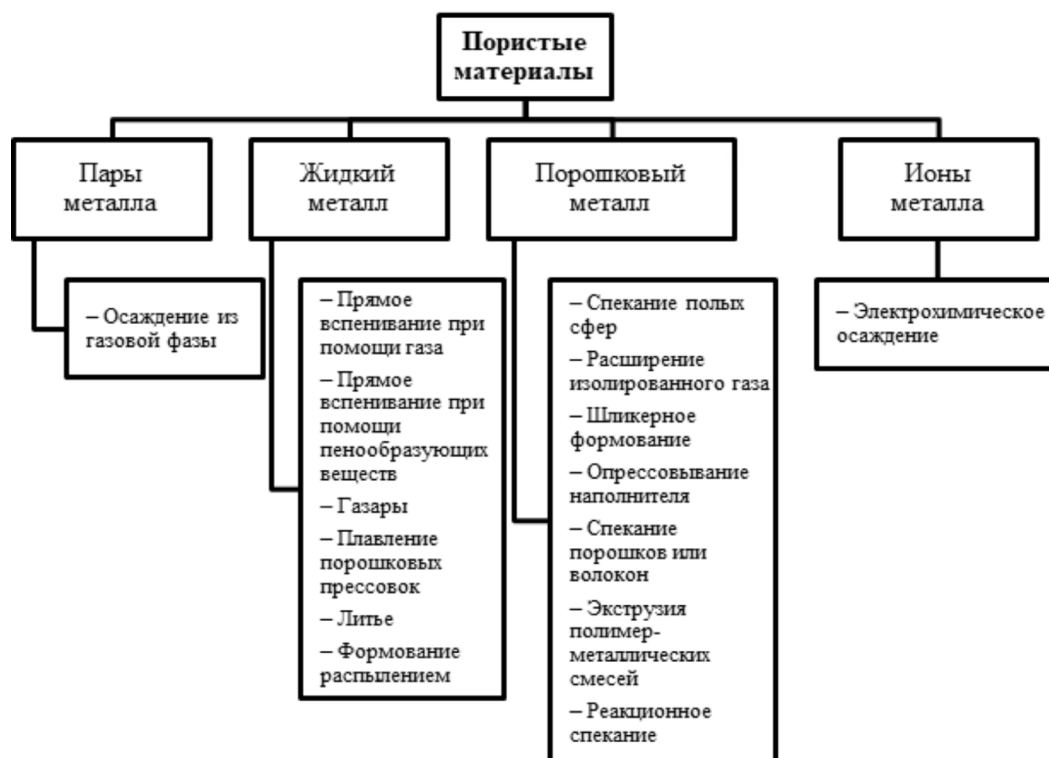 Пористые
материалы
Пары
металла
Жидкий
металл
Порошковый
металл
Ионы
металла
– Осаждение из
газовой фазы
– Прямое
вспенивание при
помощи газа
– Прямое
вспенивание при
помощи
пенообразующих
веществ
– Газары
– Плавление
порошковых
прессовок
– Литье
– Формование
распылением
– Спекание полых
сфер
– Расширение
изолированного газа
– Шликерное
формование
– Опрессовывание
наполнителя
– Спекание
порошков или
волокон
– Экструзия
полимер-
металлических
смесей
– Реакционное
спекание
– Электрохимическое
осаждение